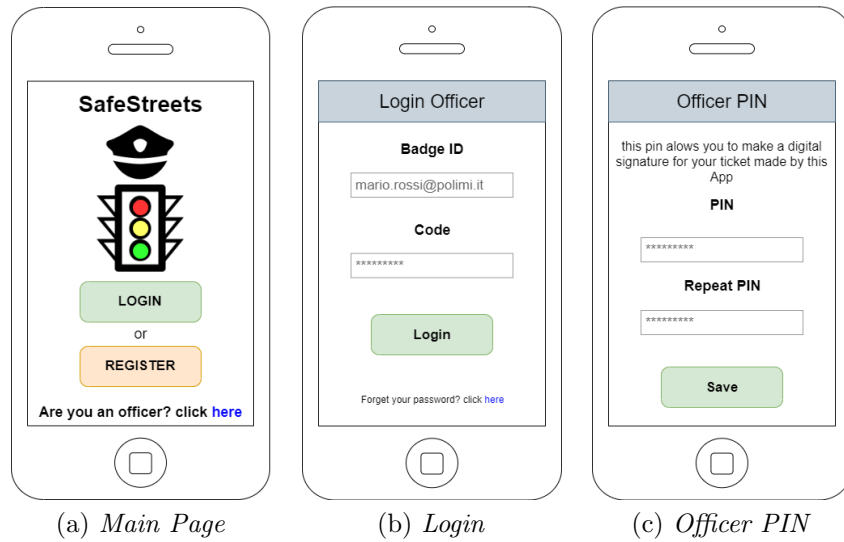 SafeStreets
LOGIN
or
REGISTER
Are you an officer? click here
(a) Main Page
Login Officer
Badge ID
mario.rossi@polimi.it
Code
*********
Login
Forget your password? click here
(b) Login
Officer PIN
this pin alows you to make a digital
signature for your ticket made by this
App
PIN
*********
Repeat PIN
*********
Save
(c) Officer PIN